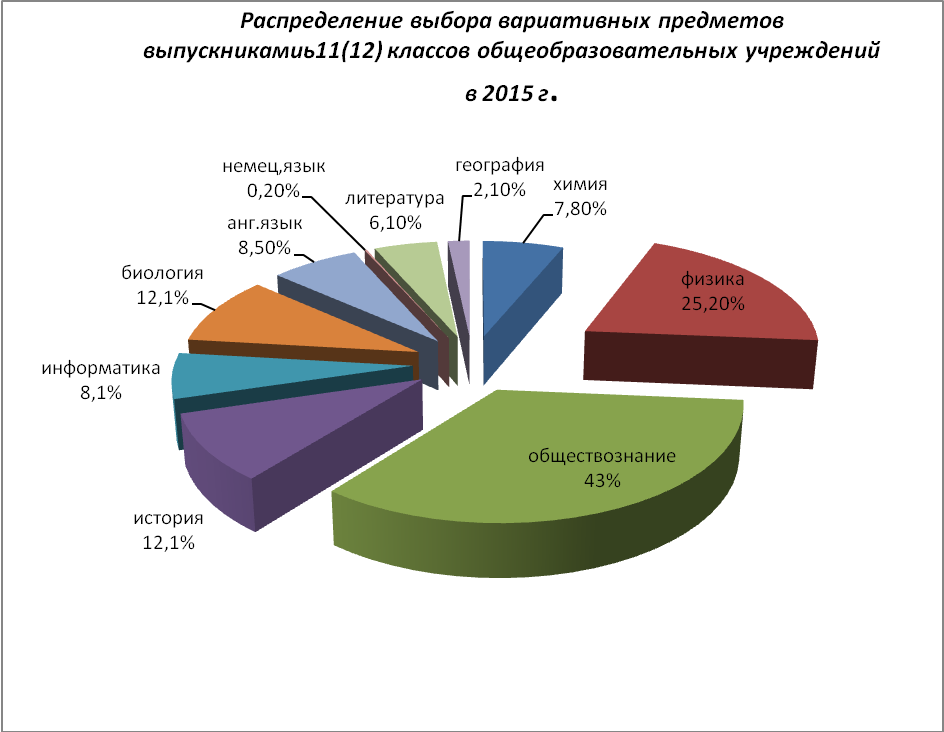 Распределение выбора вариативных предметов
выпускникамиь11(12) классов общеобразовательных учреждений
в 2015 г.
немец,язык
0,20%
география
2,10%
химия
7,80%
литература
6,10%
анг.язык
8,50%
биология
12,1%
физика
25,20%
информатика
8,1%
обществознание
43%
история
12,1%